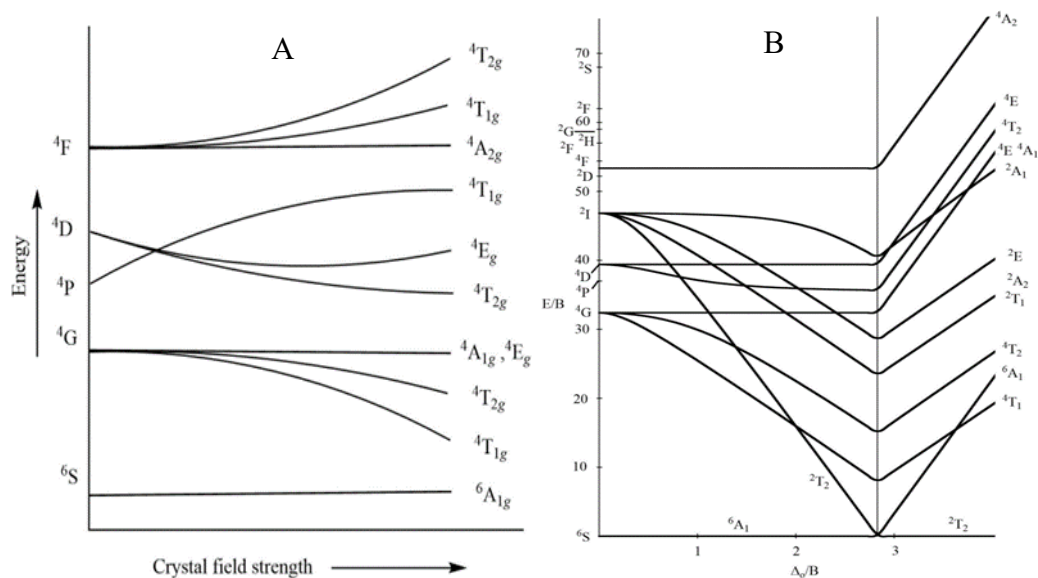 A
⁴T₂g
⁴T₁g
⁴F
⁴A₂g
⁴T₁g
⁴D
⁴Eg
⁴P
⁴T₂g
⁴G
⁴A₁g , ⁴Eg
⁴T₂g
⁴T₁g
⁶S
⁶A₁g
Energy
Crystal field strength
B
⁴A₂
70
²S
²F
⁴E
60
⁴T₂
²G
²H
²F
⁴E ⁴A₁
⁴F
²D
²A₁
50
²I
40
²E
⁴D
²A₂
⁴P
E/B
²T₁
⁴G
30
⁴T₂
⁶A₁
20
⁴T₁
10
²T₂
⁶A₁
²T₂
⁶S
1
2
3
Δₒ/B